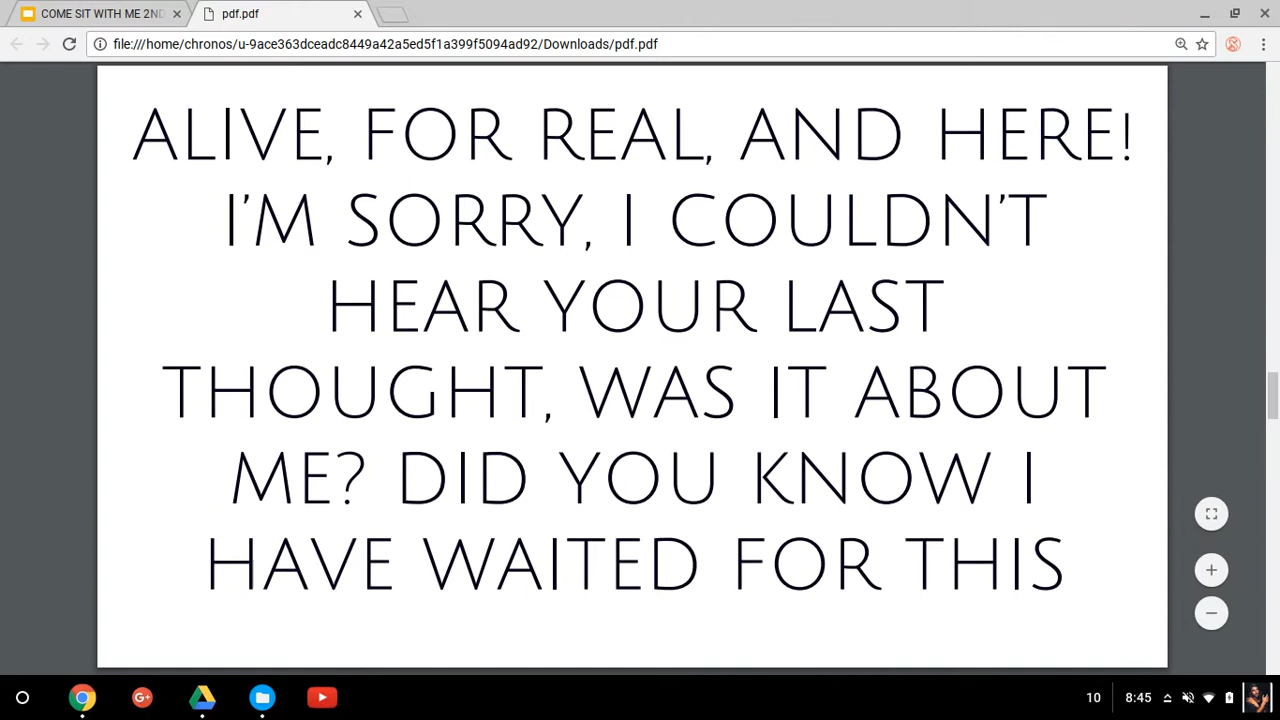 COME SIT WITH ME 2ND
pdf.pdf
file:///home/chronos/u-9ace363dceadc8449a42a5ed5f1a399f5094ad92/Downloads/pdf.pdf
ALIVE, FOR REAL, AND HERE!
I'M SORRY, I COULDN'T
HEAR YOUR LAST
THOUGHT, WAS IT ABOUT
ME? DID YOU KNOW I
HAVE WAITED FOR THIS
10 8:45